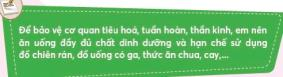 Để bảo vệ cơ quan tiêu hoá, tuần hoàn, thần kinh, em nên
ăn uống đầy đủ chất dinh dưỡng và hạn chế sử dụng
đồ chiên rán, đồ uống có ga, thức ăn chua, cay,...